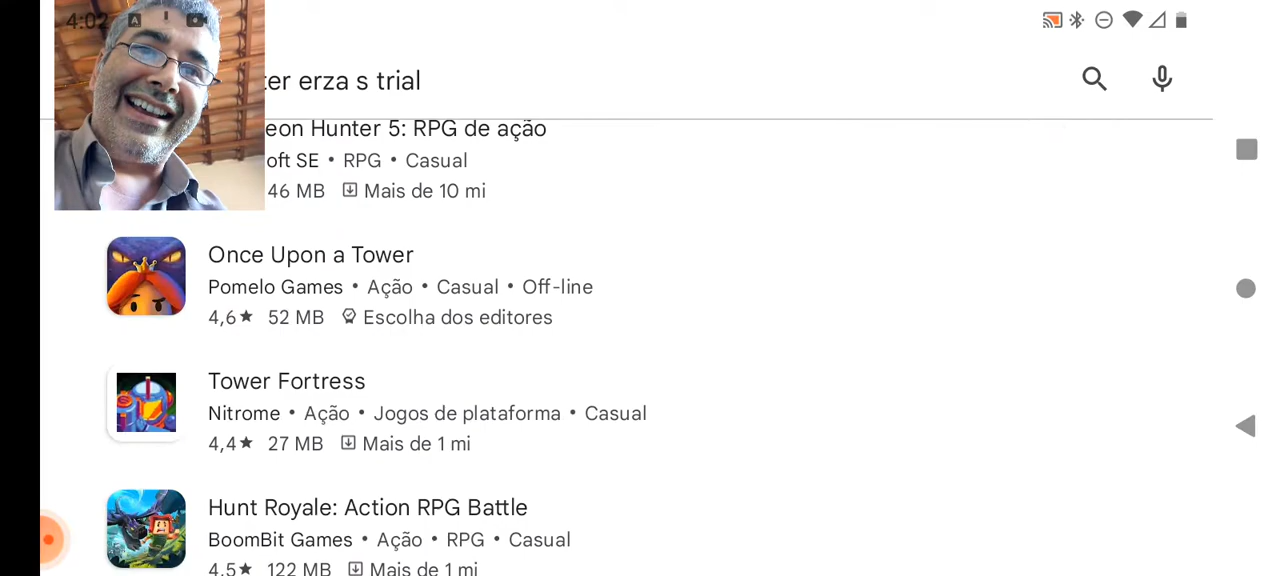 4:02
ter erza s trial
eon Hunter 5: RPG de ação
oft SE • RPG • Casual
46 MB Mais de 10 mi
Once Upon a Tower
Pomelo Games • Ação • Casual • Off-line
4,6★ 52 MB Escolha dos editores
Tower Fortress
Nitrome • Ação • Jogos de plataforma • Casual
4,4★ 27 MB Mais de 1 mi
Hunt Royale: Action RPG Battle
BoomBit Games • Ação • RPG • Casual
4,5★ 122 MB Mais de 1 mi